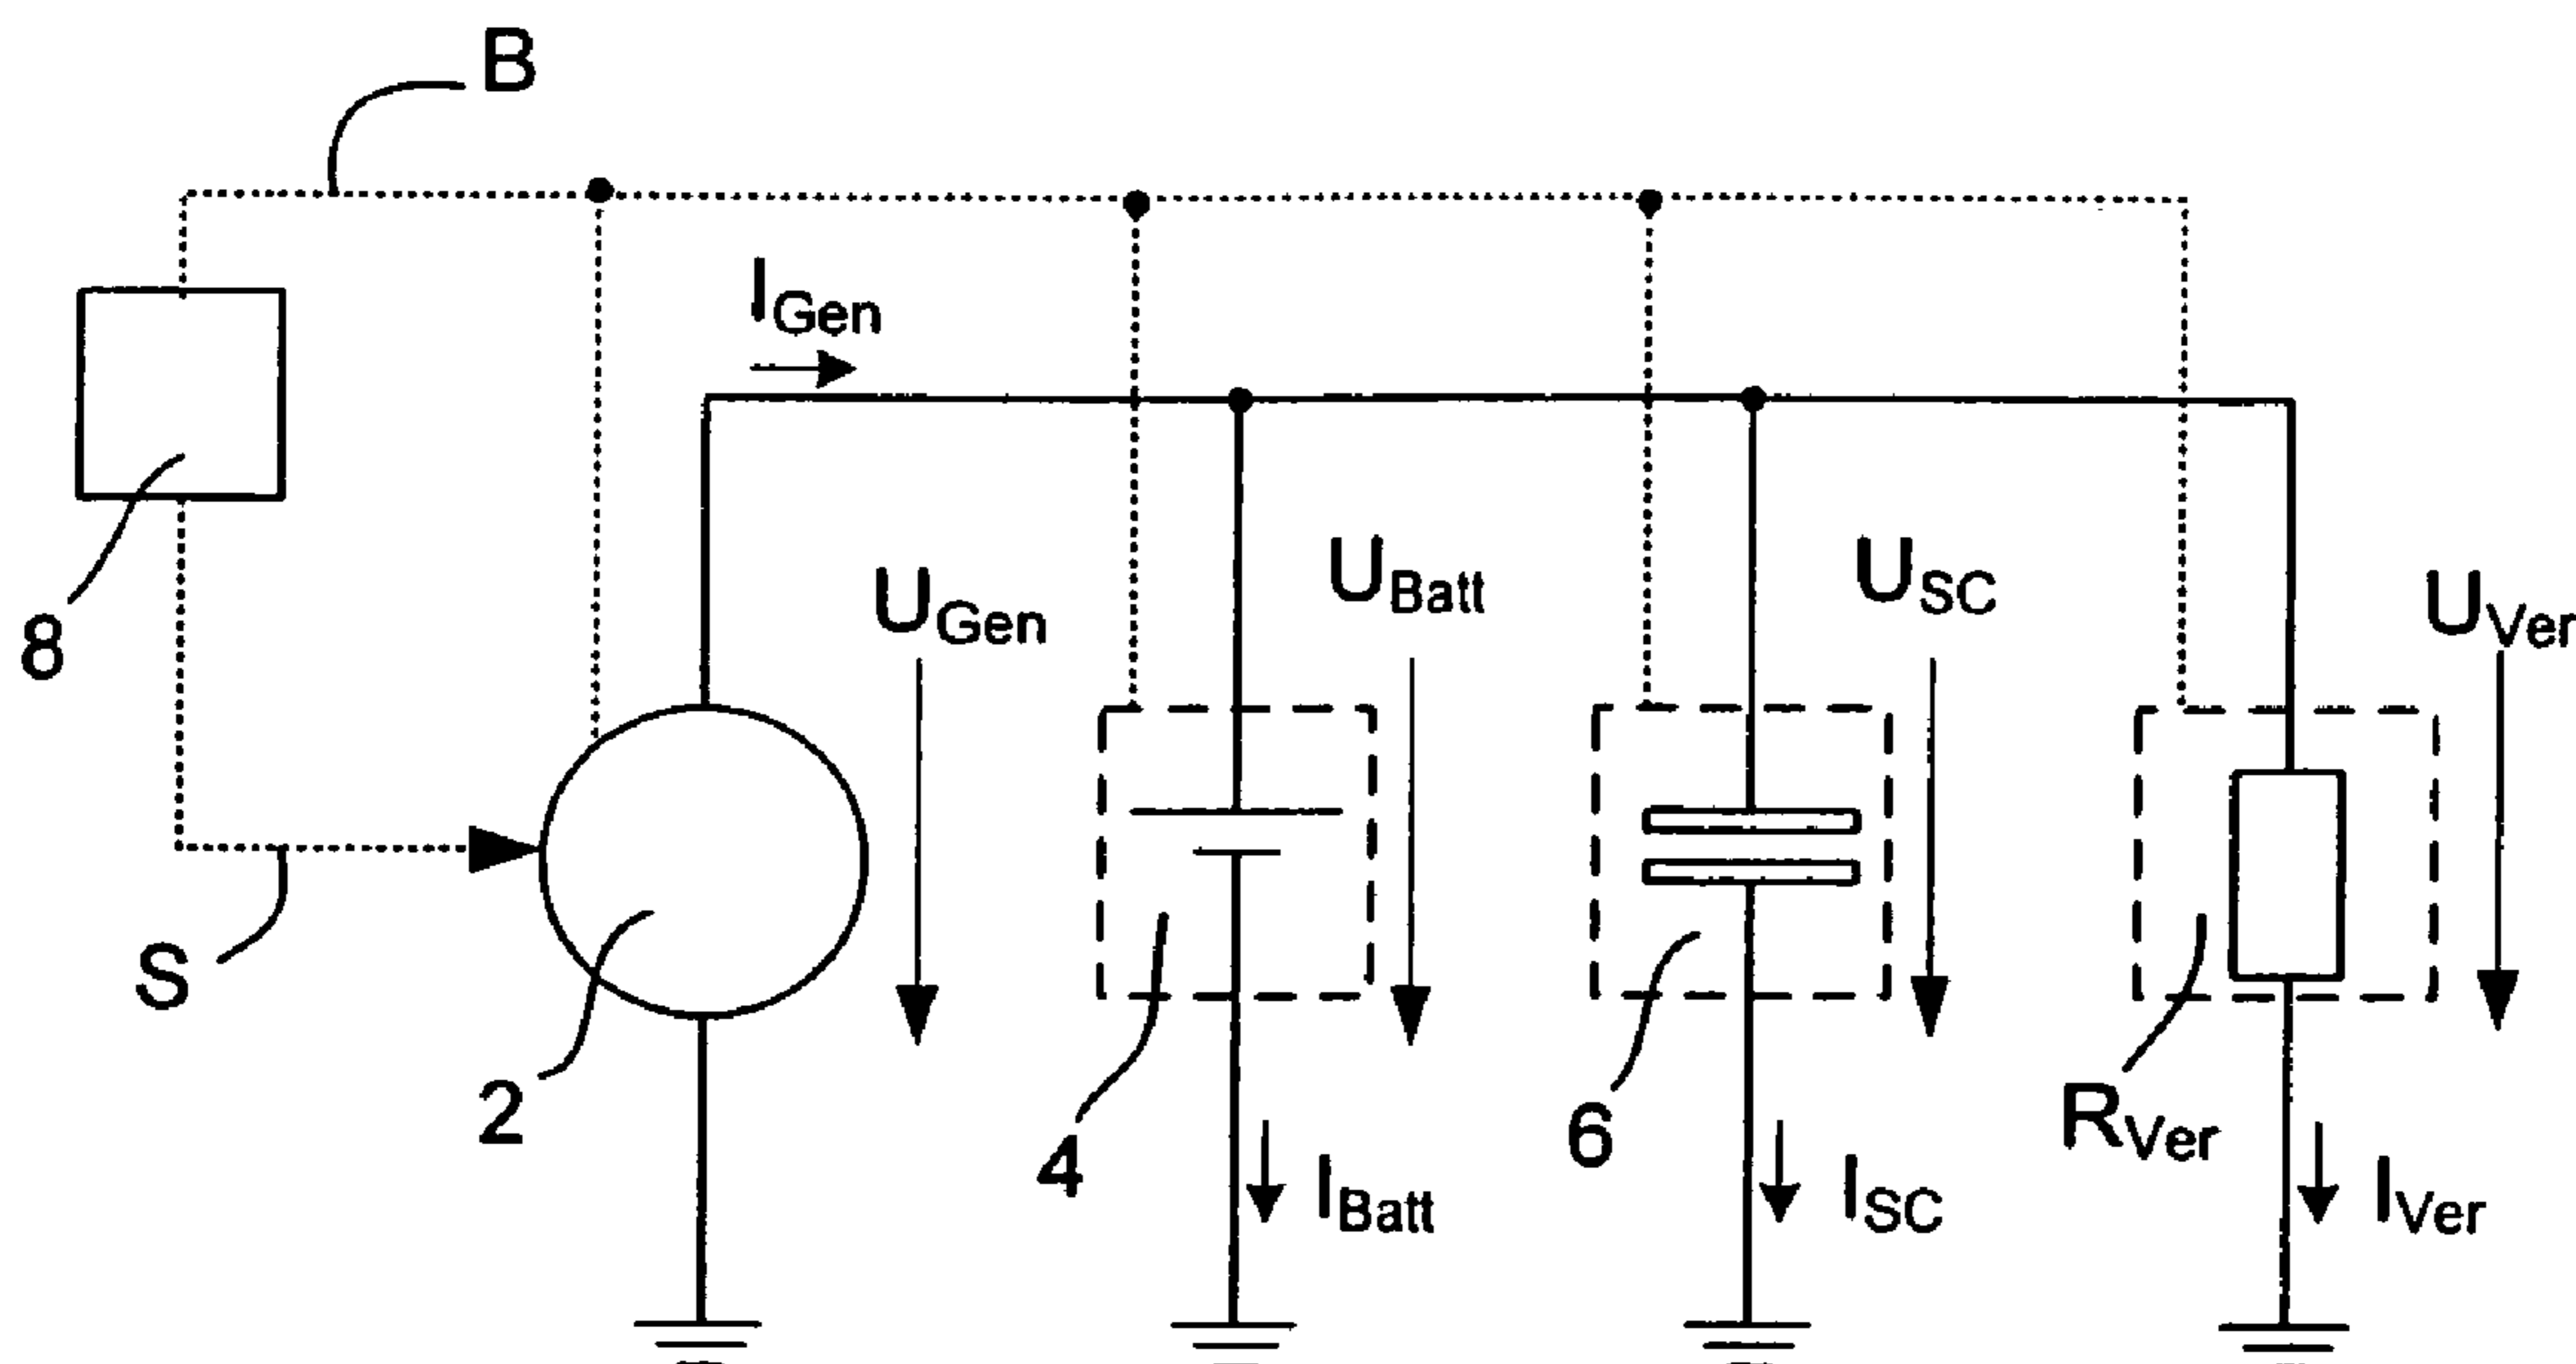 B
I_Gen
8
U_Gen
U_Batt
U_SC
U_Ver
S
2
4
6
R_Ver
I_Batt
I_SC
I_Ver